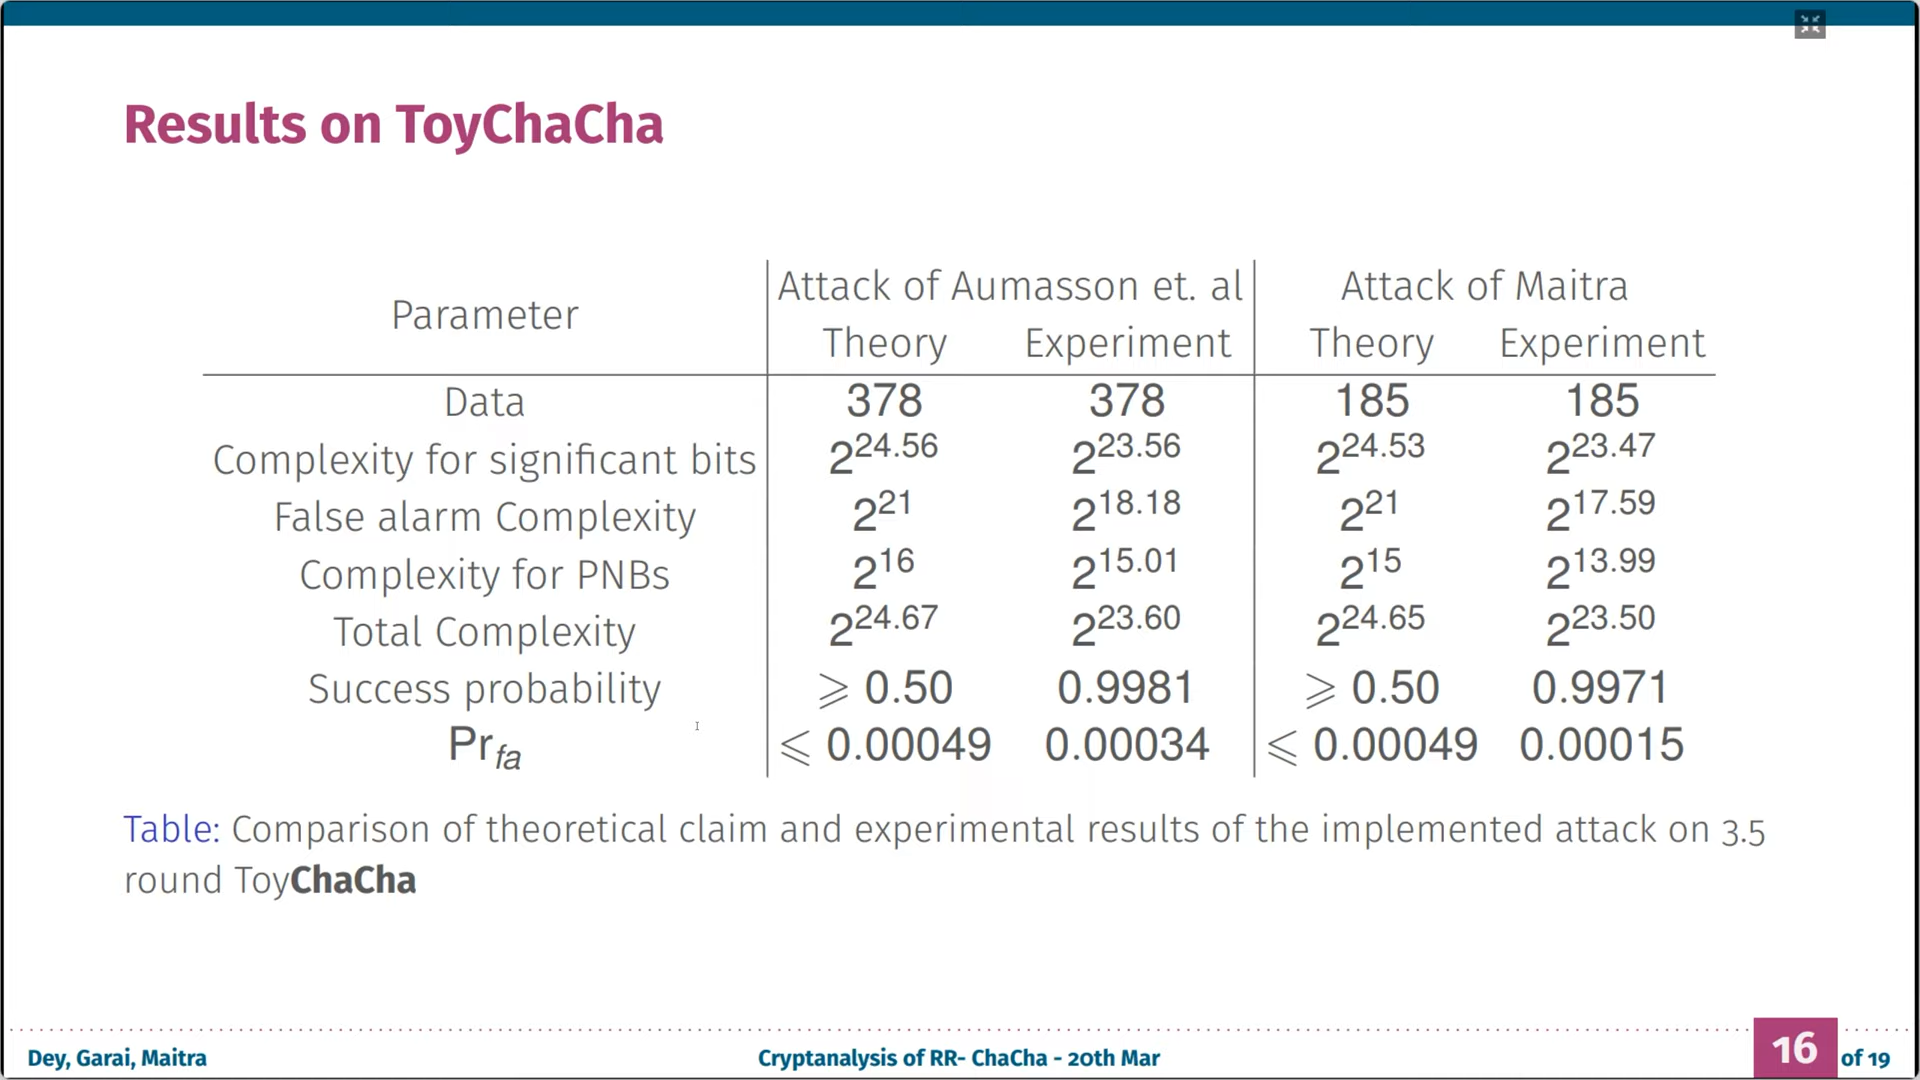 Results on ToyChaCha
Parameter Attack of Aumasson et. al Attack of Maitra
Theory Experiment Theory Experiment
Data 378 378 185 185
Complexity for significant bits 2^24.56 2^23.56 2^24.53 2^23.47
False alarm Complexity 2^21 2^18.18 2^21 2^17.59
Complexity for PNBs 2^16 2^15.01 2^15 2^13.99
Total Complexity 2^24.67 2^23.60 2^24.65 2^23.50
Success probability ⩾ 0.50 0.9981 ⩾ 0.50 0.9971
Pr_fa ⩽ 0.00049 0.00034 ⩽ 0.00049 0.00015
Table: Comparison of theoretical claim and experimental results of the implemented attack on 3.5
round ToyChaCha
Dey, Garai, Maitra Cryptanalysis of RR- ChaCha - 20th Mar 16 of 19